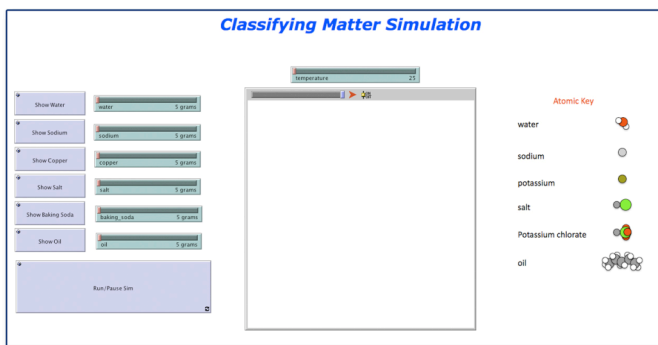 Classifying Matter Simulation
temperature 25
Show Water
water 5 grams
Show Sodium
sodium 5 grams
Show Copper
copper 5 grams
Show Salt
salt 5 grams
Show Baking Soda
baking_soda 5 grams
Show Oil
oil 5 grams
Run/Pause Sim
Atomic Key
water
sodium
potassium
salt
Potassium chlorate
oil